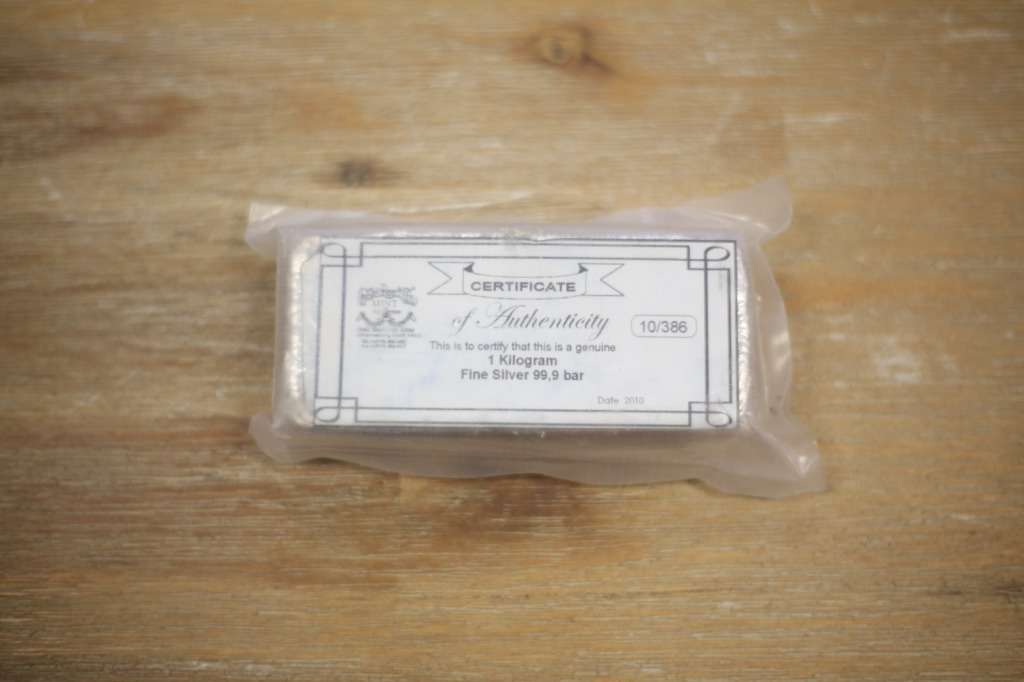 CERTIFICATE
of Authenticity
10/386
MINT
This is to certify that this is a genuine
1 Kilogram
Fine Silver 99,9 bar
Date 2010